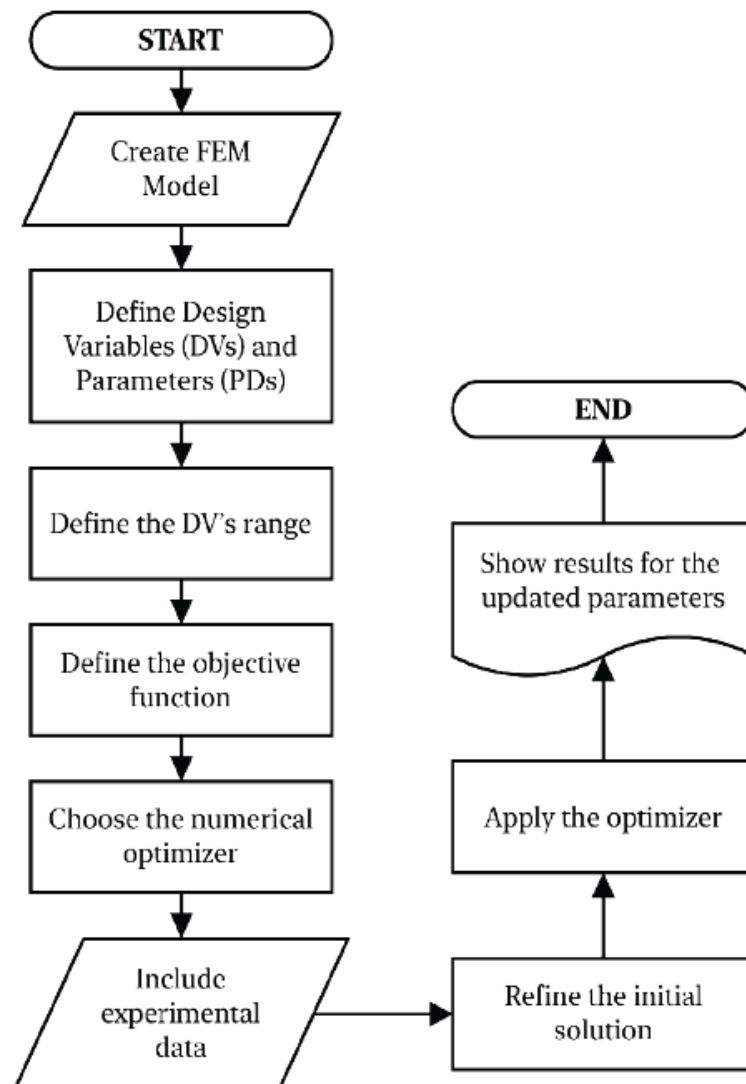 START
Create FEM
Model
Define Design
Variables (DVs) and
Parameters (PDs)
Define the DV's range
Define the objective
function
Choose the numerical
optimizer
Include
experimental
data
Refine the initial
solution
Apply the optimizer
Show results for the
updated parameters
END